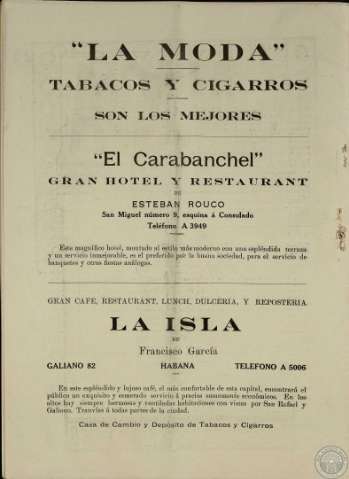 "LA MODA"
TABACOS Y CIGARROS
SON LOS MEJORES
"El Carabanchel"
GRAN HOTEL Y RESTAURANT
DE
ESTEBAN ROUCO
San Miguel número 9, esquina á Consulado
Teléfono A 3949
Este magnífico hotel, montado al estilo más moderno con una espléndida terraza
y un servicio inmejorable, es el preferido por la buena sociedad, para el servicio de
banquetes y otras fiestas análogas.
GRAN CAFE, RESTAURANT, LUNCH, DULCERIA, Y REPOSTERIA
LA ISLA
DE
Francisco García
GALIANO 82 HABANA TELEFONO A 5006
En este espléndido y lujoso café, el más confortable de esta capital, encontrará el
público un exquisito y esmerado servicio á precios sumamente económicos. En los
altos hay siempre hermosas y ventiladas habitaciones con vistas por San Rafael y
Galiano. Tranvías á todas partes de la ciudad.
Casa de Cambio y Depósito de Tabacos y Cigarros